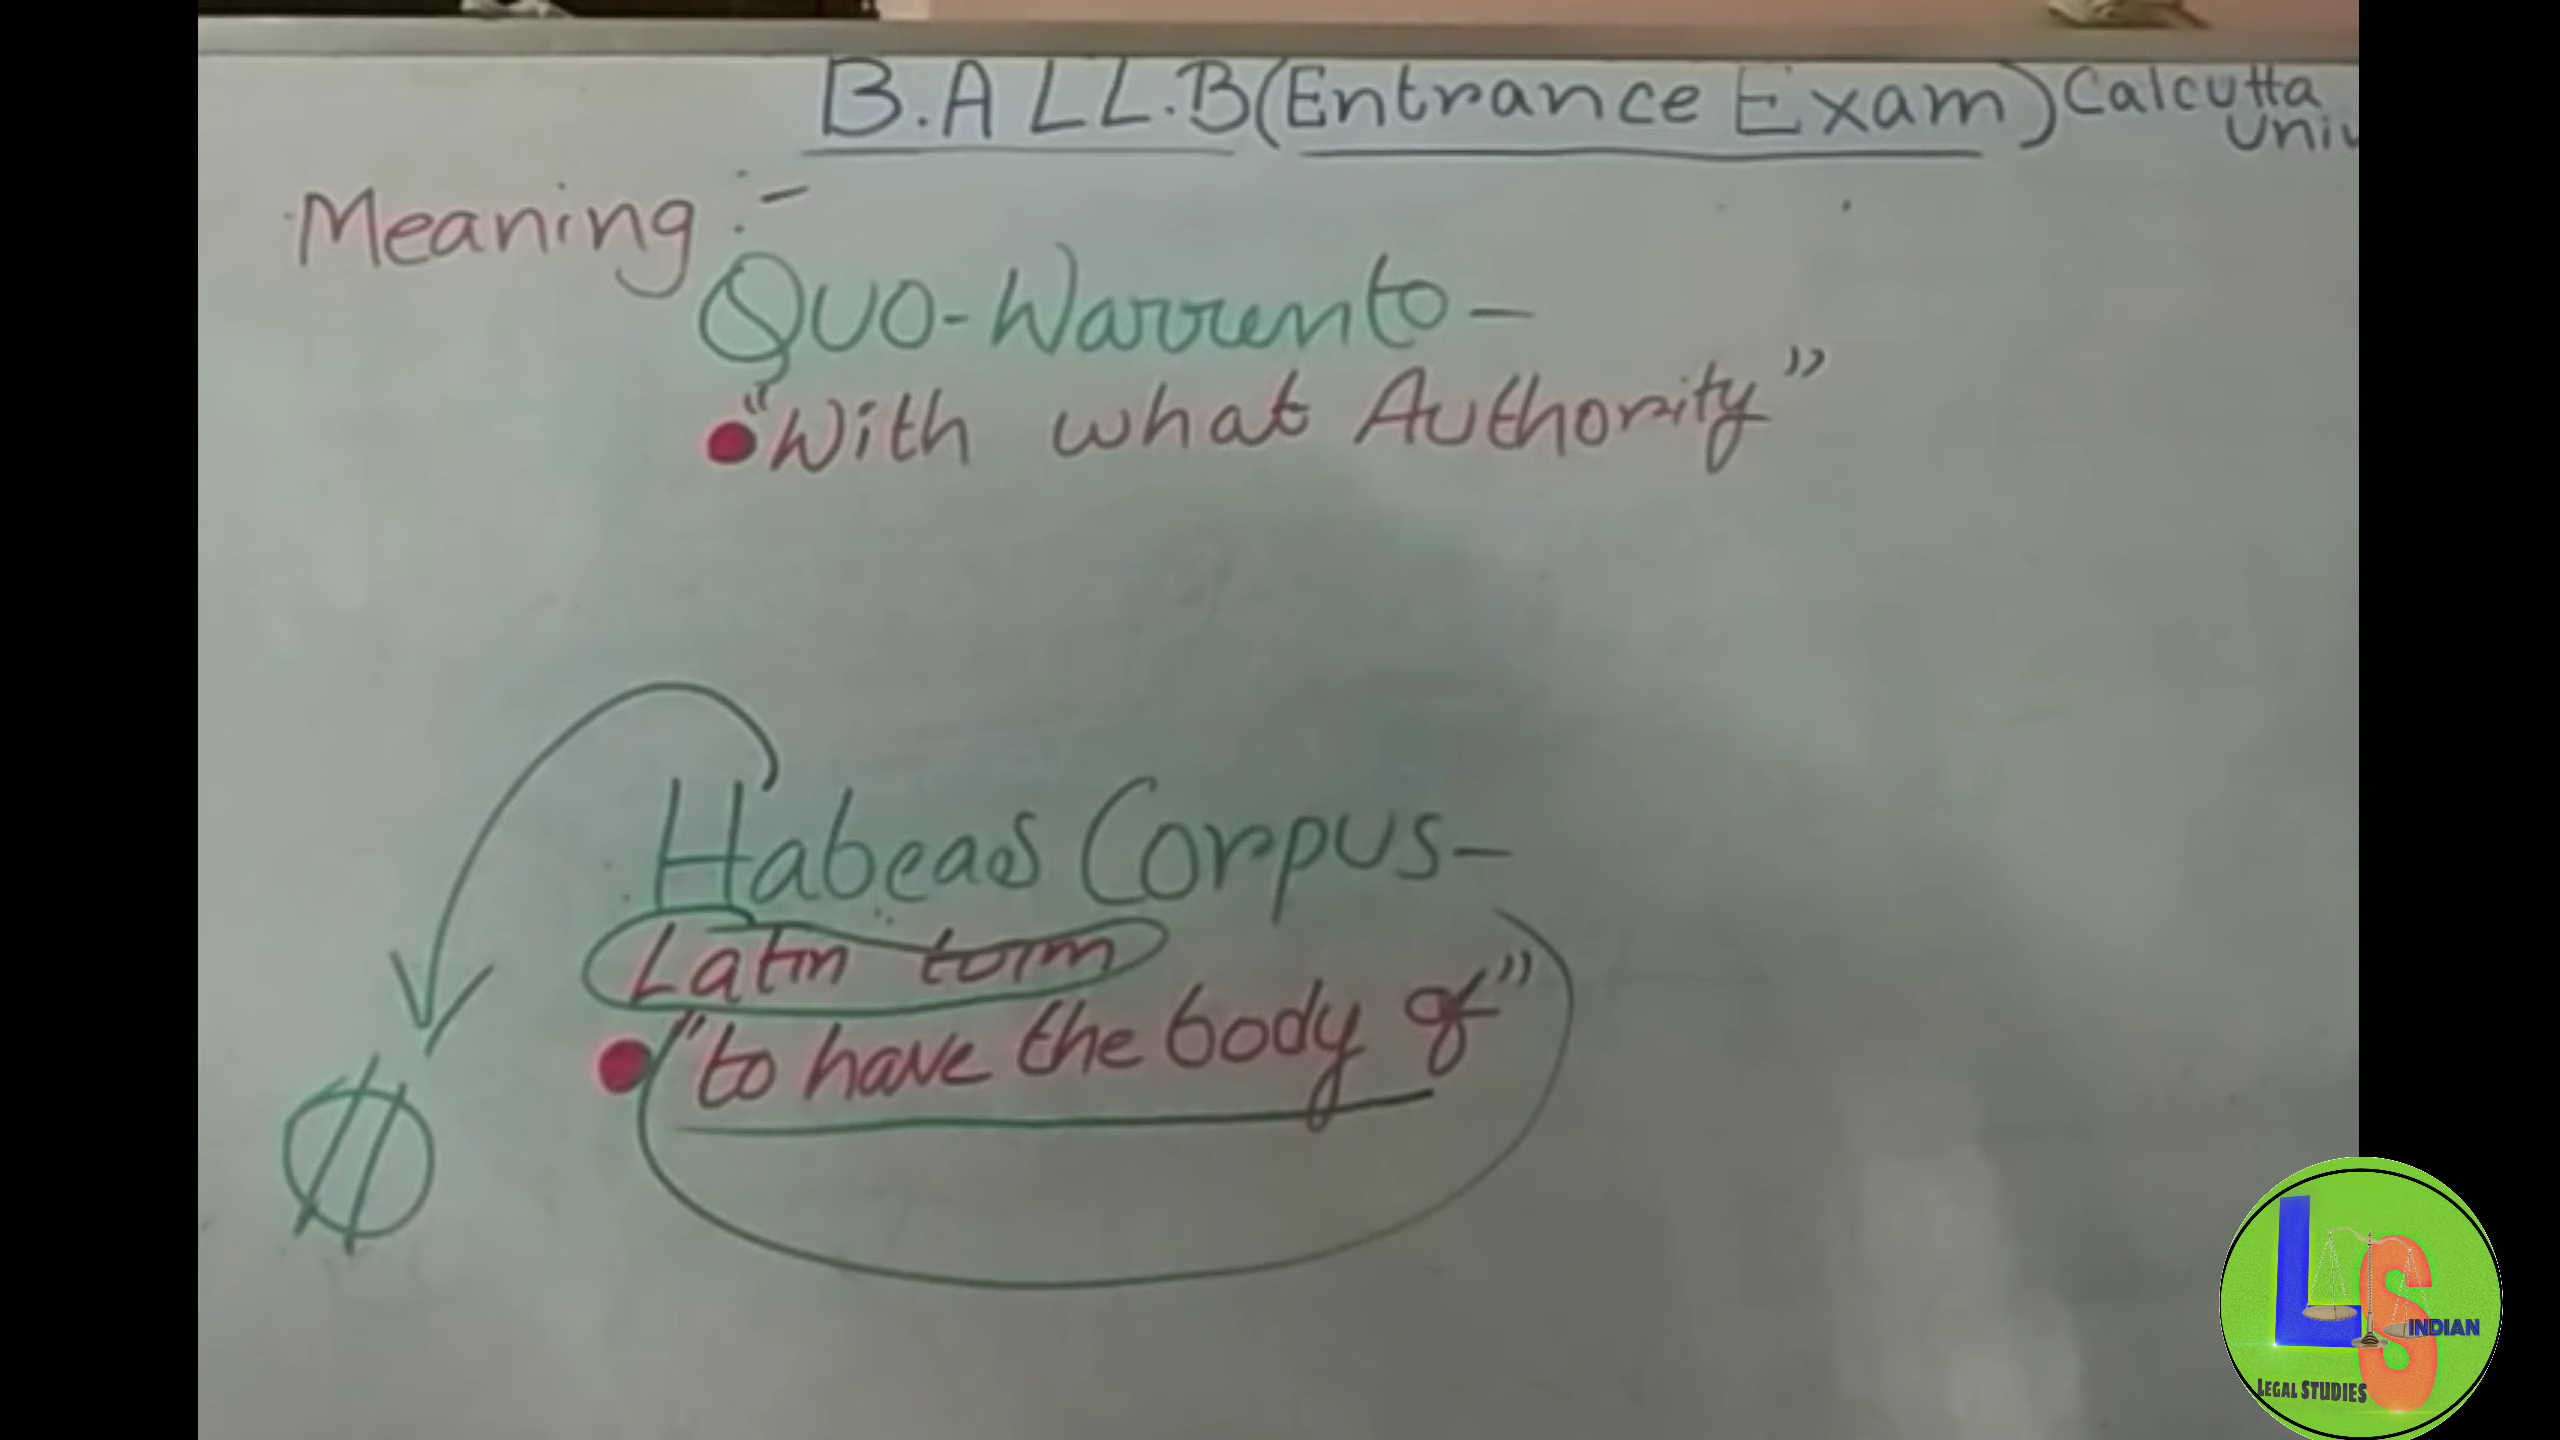 B.A LL.B (Entrance Exam) Calcutta
Univ
Meaning :-
Quo-Warrento-
"With what Authority"
Habeas Corpus-
Latin term
"to have the body of"
LS
INDIAN
LEGAL STUDIES